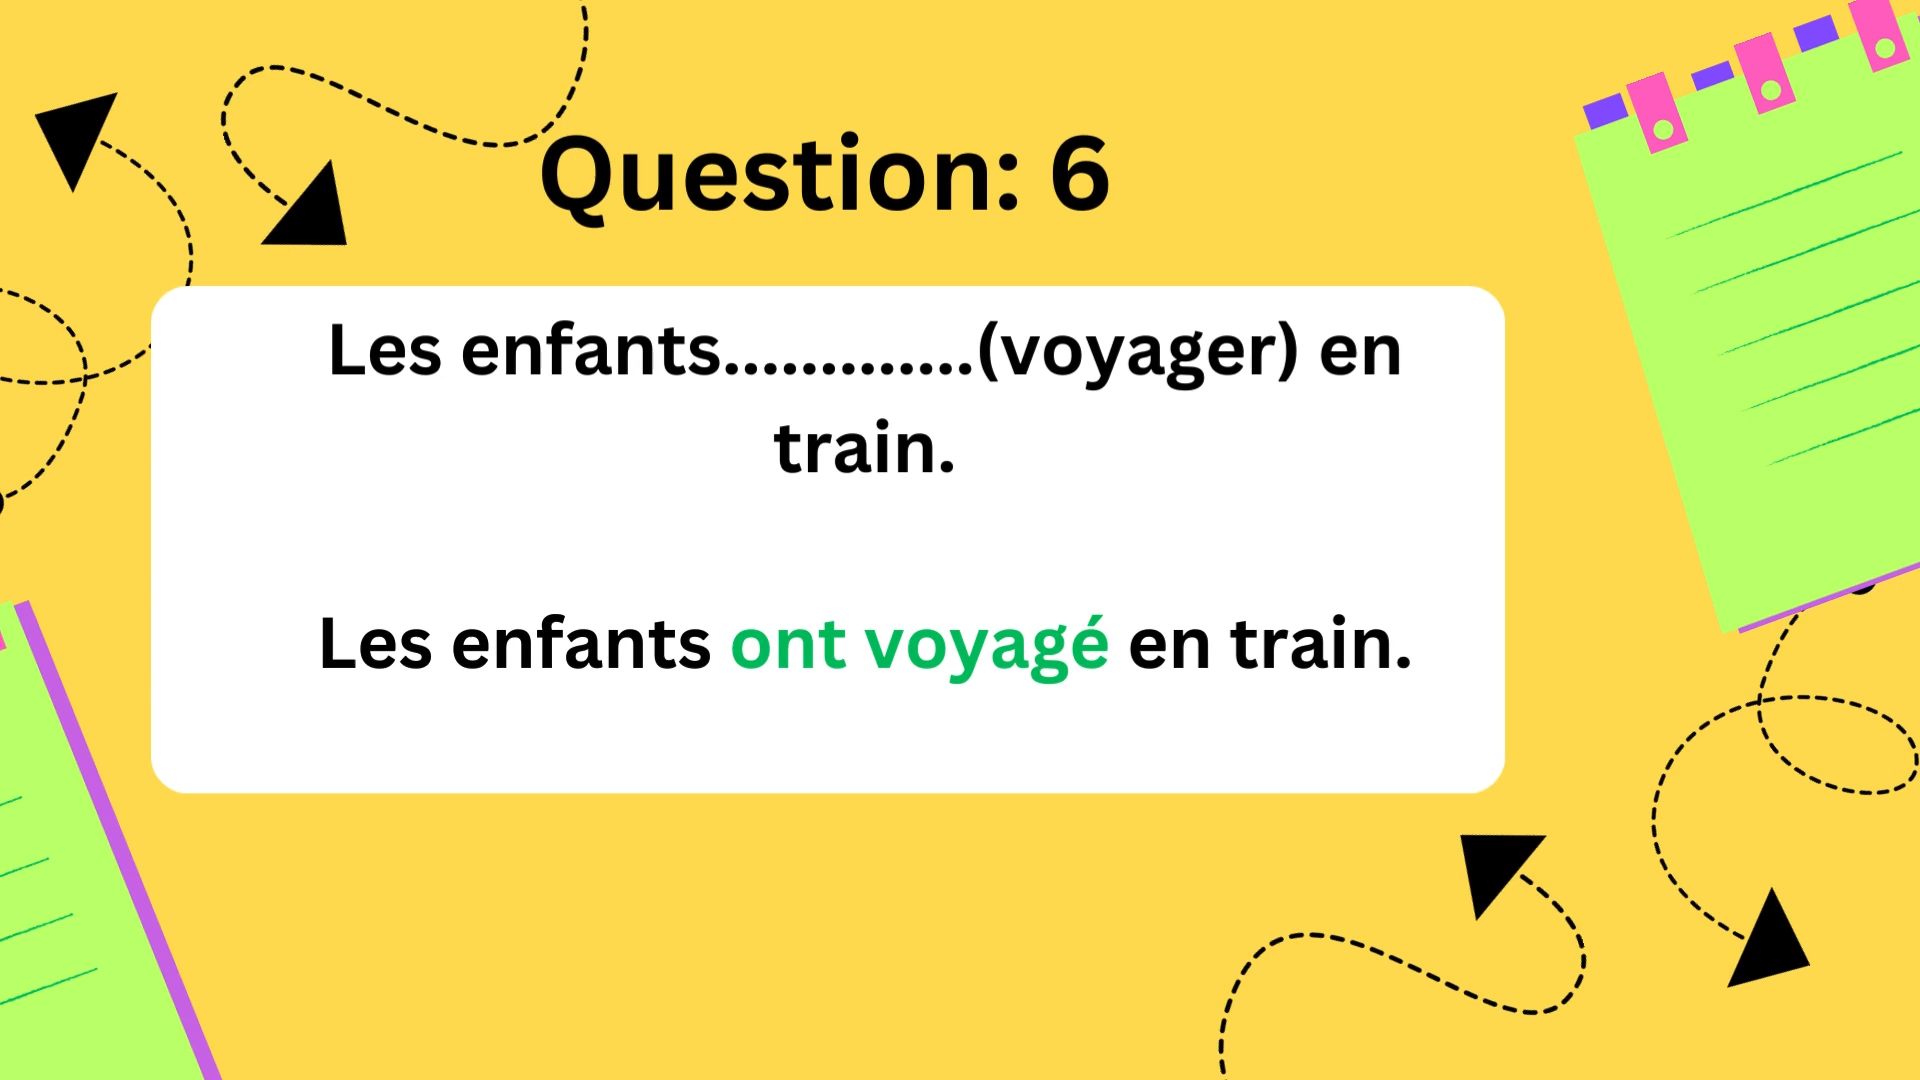 Question: 6
Les enfants.............(voyager) en
train.
Les enfants ont voyagé en train.